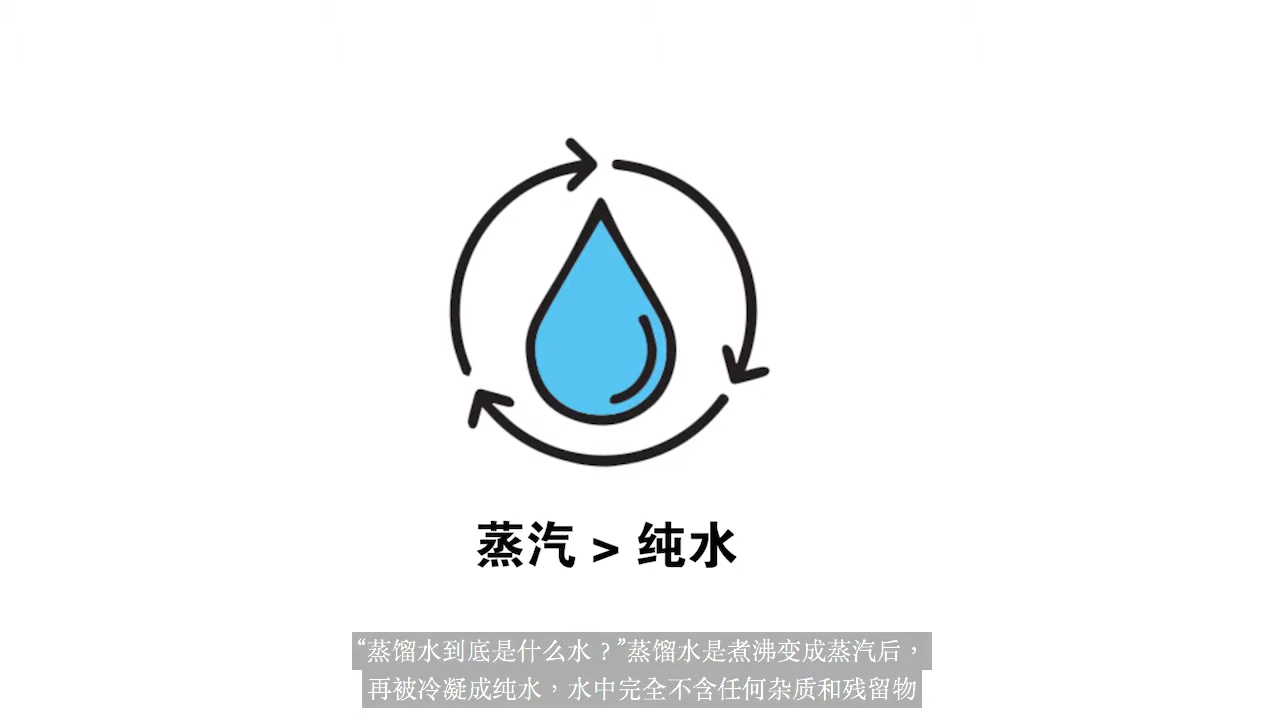 蒸汽 > 纯水
“蒸馏水到底是什么水？”蒸馏水是煮沸变成蒸汽后，
再被冷凝成纯水，水中完全不含任何杂质和残留物